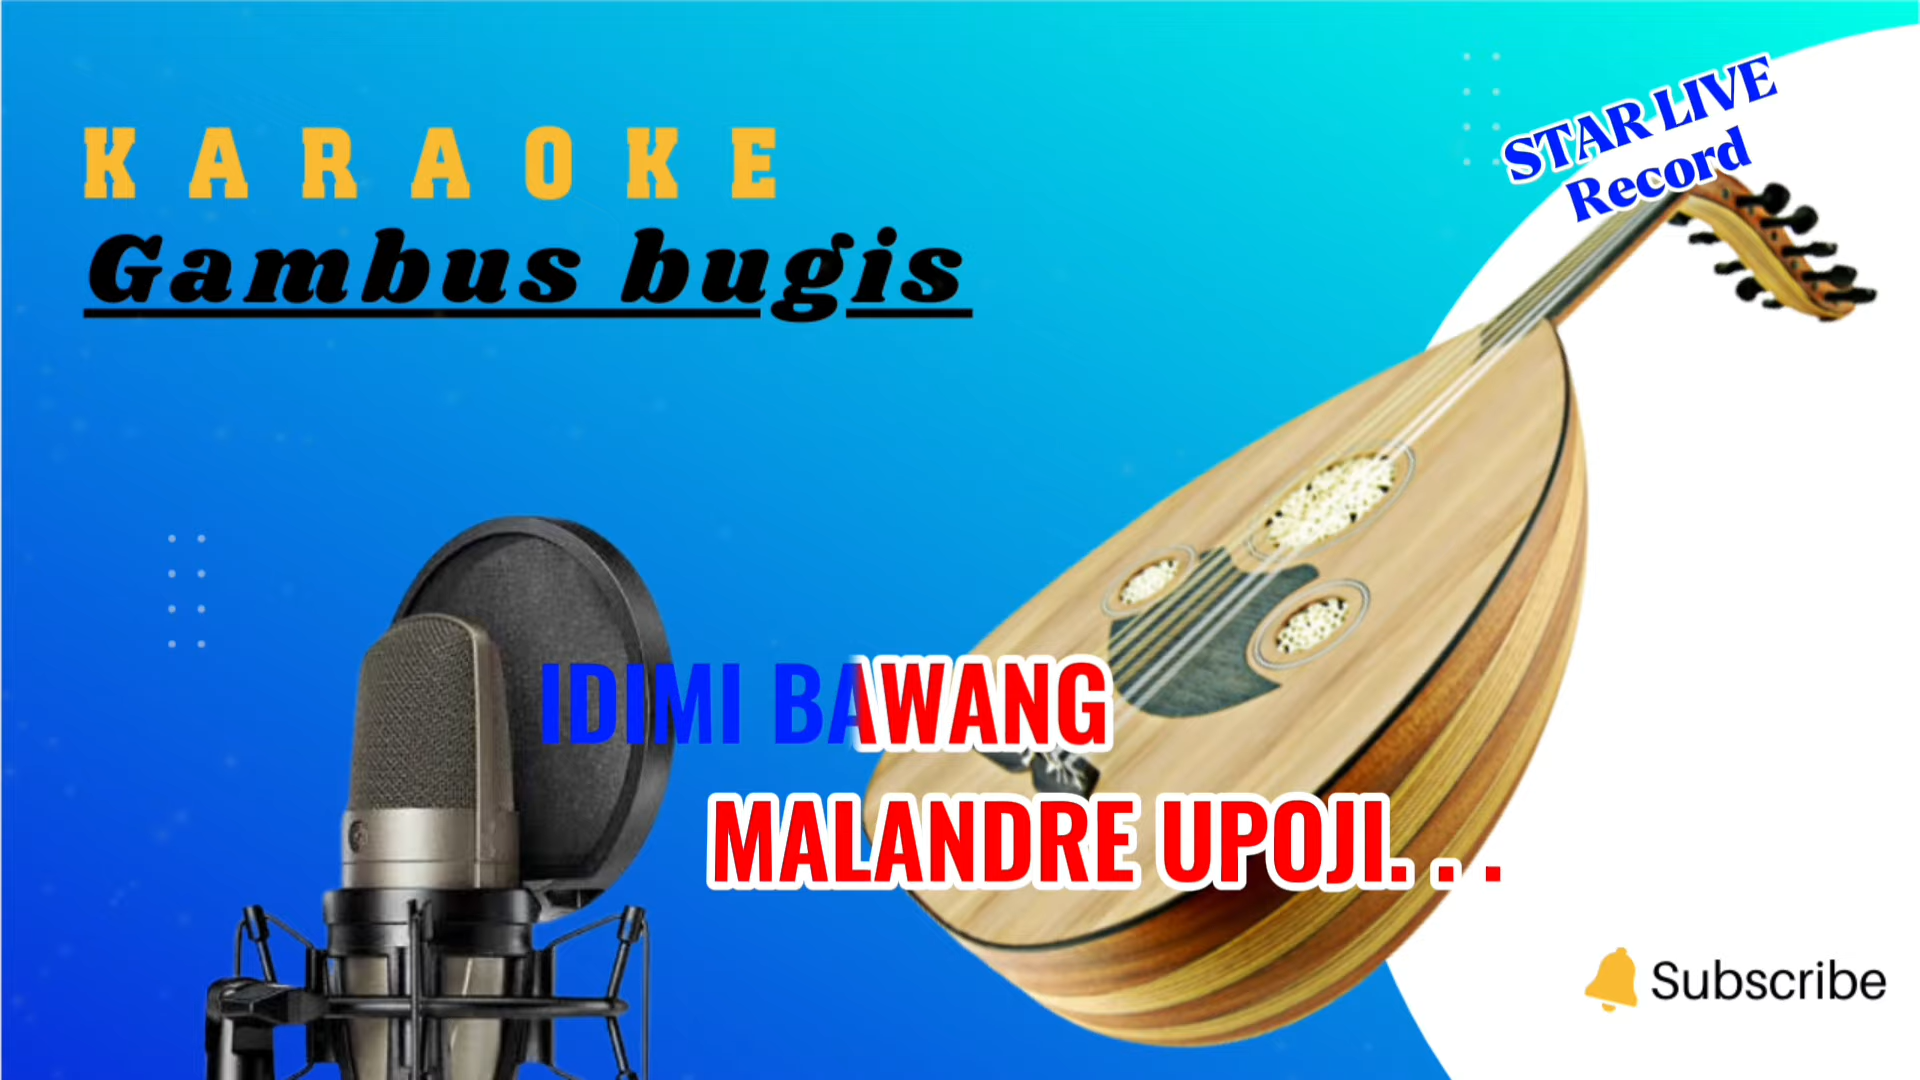 STAR LIVE
Record
KARAOKE
Gambus bugis
IDIMI BAWANG
MALANDRE UPOJI. . .
Subscribe